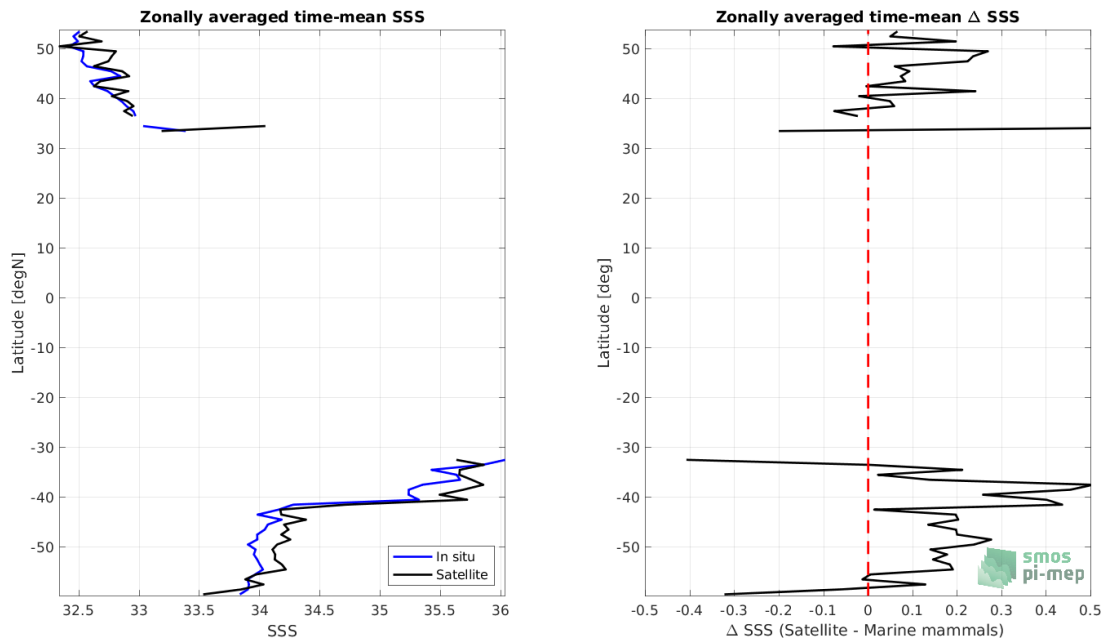 Zonally averaged time-mean SSS
50
40
30
20
10
0
-10
-20
-30
-40
-50
Latitude [degN]
32.5 33 33.5 34 34.5 35 35.5 36
SSS
In situ
Satellite
Zonally averaged time-mean Δ SSS
50
40
30
20
10
0
-10
-20
-30
-40
-50
Latitude [deg]
-0.5 -0.4 -0.3 -0.2 -0.1 0 0.1 0.2 0.3 0.4 0.5
Δ SSS (Satellite - Marine mammals)
smos
pi-mep